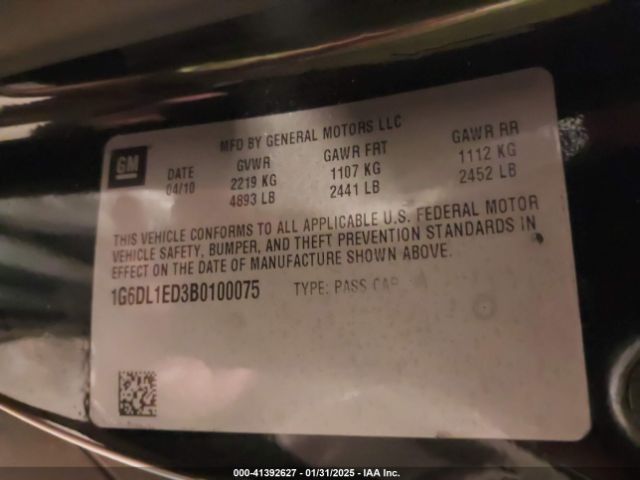 MFD BY GENERAL MOTORS LLC
GM DATE GVWR GAWR FRT GAWR RR
04/10 2219 KG 1107 KG 1112 KG
4893 LB 2441 LB 2452 LB
THIS VEHICLE CONFORMS TO ALL APPLICABLE U.S. FEDERAL MOTOR
VEHICLE SAFETY, BUMPER, AND THEFT PREVENTION STANDARDS IN
EFFECT ON THE DATE OF MANUFACTURE SHOWN ABOVE.
1G6DL1ED3B0100075 TYPE: PASS CAR
000-41392627 - 01/31/2025 - IAA Inc.